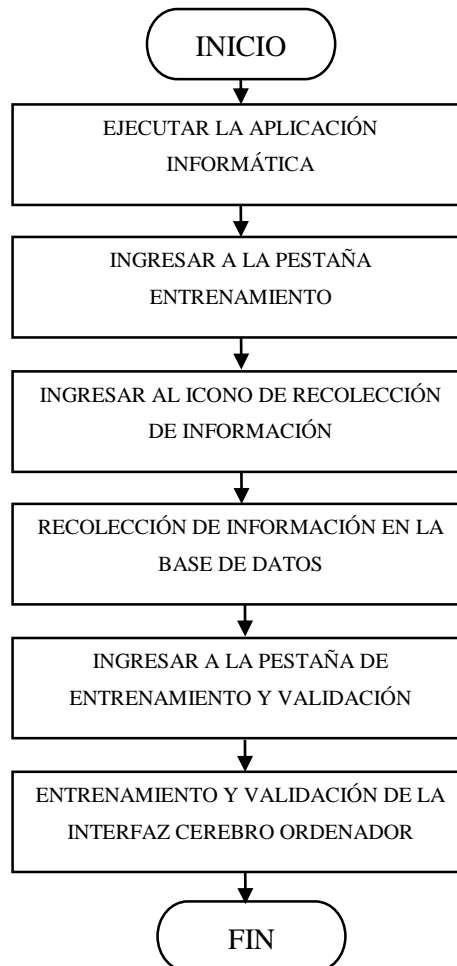 INICIO
EJECUTAR LA APLICACIÓN
INFORMÁTICA
INGRESAR A LA PESTAÑA
ENTRENAMIENTO
INGRESAR AL ICONO DE RECOLECCIÓN
DE INFORMACIÓN
RECOLECCIÓN DE INFORMACIÓN EN LA
BASE DE DATOS
INGRESAR A LA PESTAÑA DE
ENTRENAMIENTO Y VALIDACIÓN
ENTRENAMIENTO Y VALIDACIÓN DE LA
INTERFAZ CEREBRO ORDENADOR
FIN